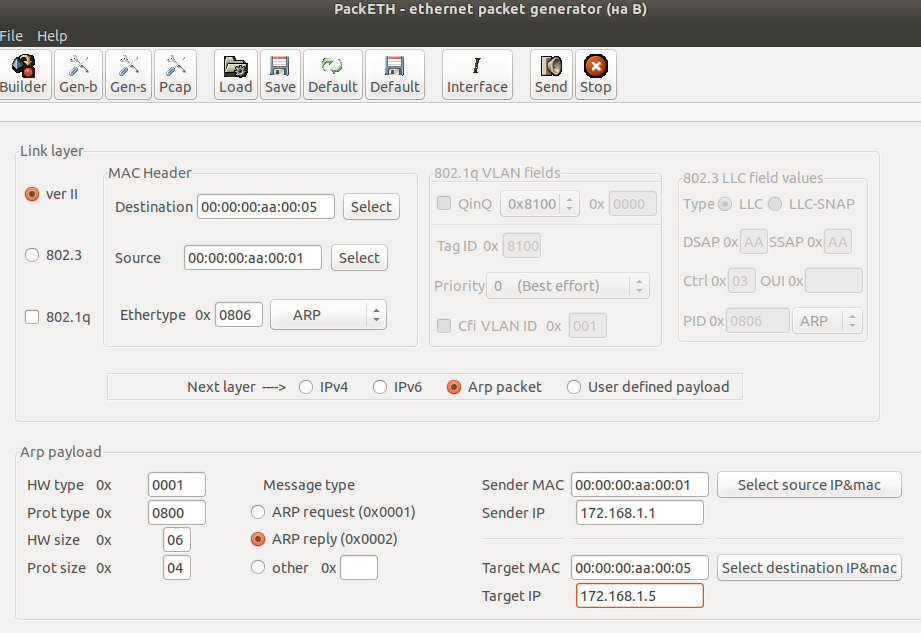 PackETH - ethernet packet generator (на B)
File Help
Builder Gen-b Gen-s Pcap Load Save Default Default Interface Send Stop
Link layer
ver II
802.3
802.1q
MAC Header
Destination 00:00:00:aa:00:05 Select
Source 00:00:00:aa:00:01 Select
Ethertype 0x 0806 ARP
802.1q VLAN fields
QinQ 0x8100 0x 0000
Tag ID 0x 8100
Priority 0 (Best effort)
Cfi VLAN ID 0x 001
802.3 LLC field values
Type LLC LLC-SNAP
DSAP 0x AA SSAP 0x AA
Ctrl 0x 03 OUI 0x
PID 0x 0806 ARP
Next layer ----> IPv4 IPv6 Arp packet User defined payload
Arp payload
HW type 0x 0001
Prot type 0x 0800
HW size 0x 06
Prot size 0x 04
Message type
ARP request (0x0001)
ARP reply (0x0002)
other 0x
Sender MAC 00:00:00:aa:00:01 Select source IP&mac
Sender IP 172.168.1.1
Target MAC 00:00:00:aa:00:05 Select destination IP&mac
Target IP 172.168.1.5